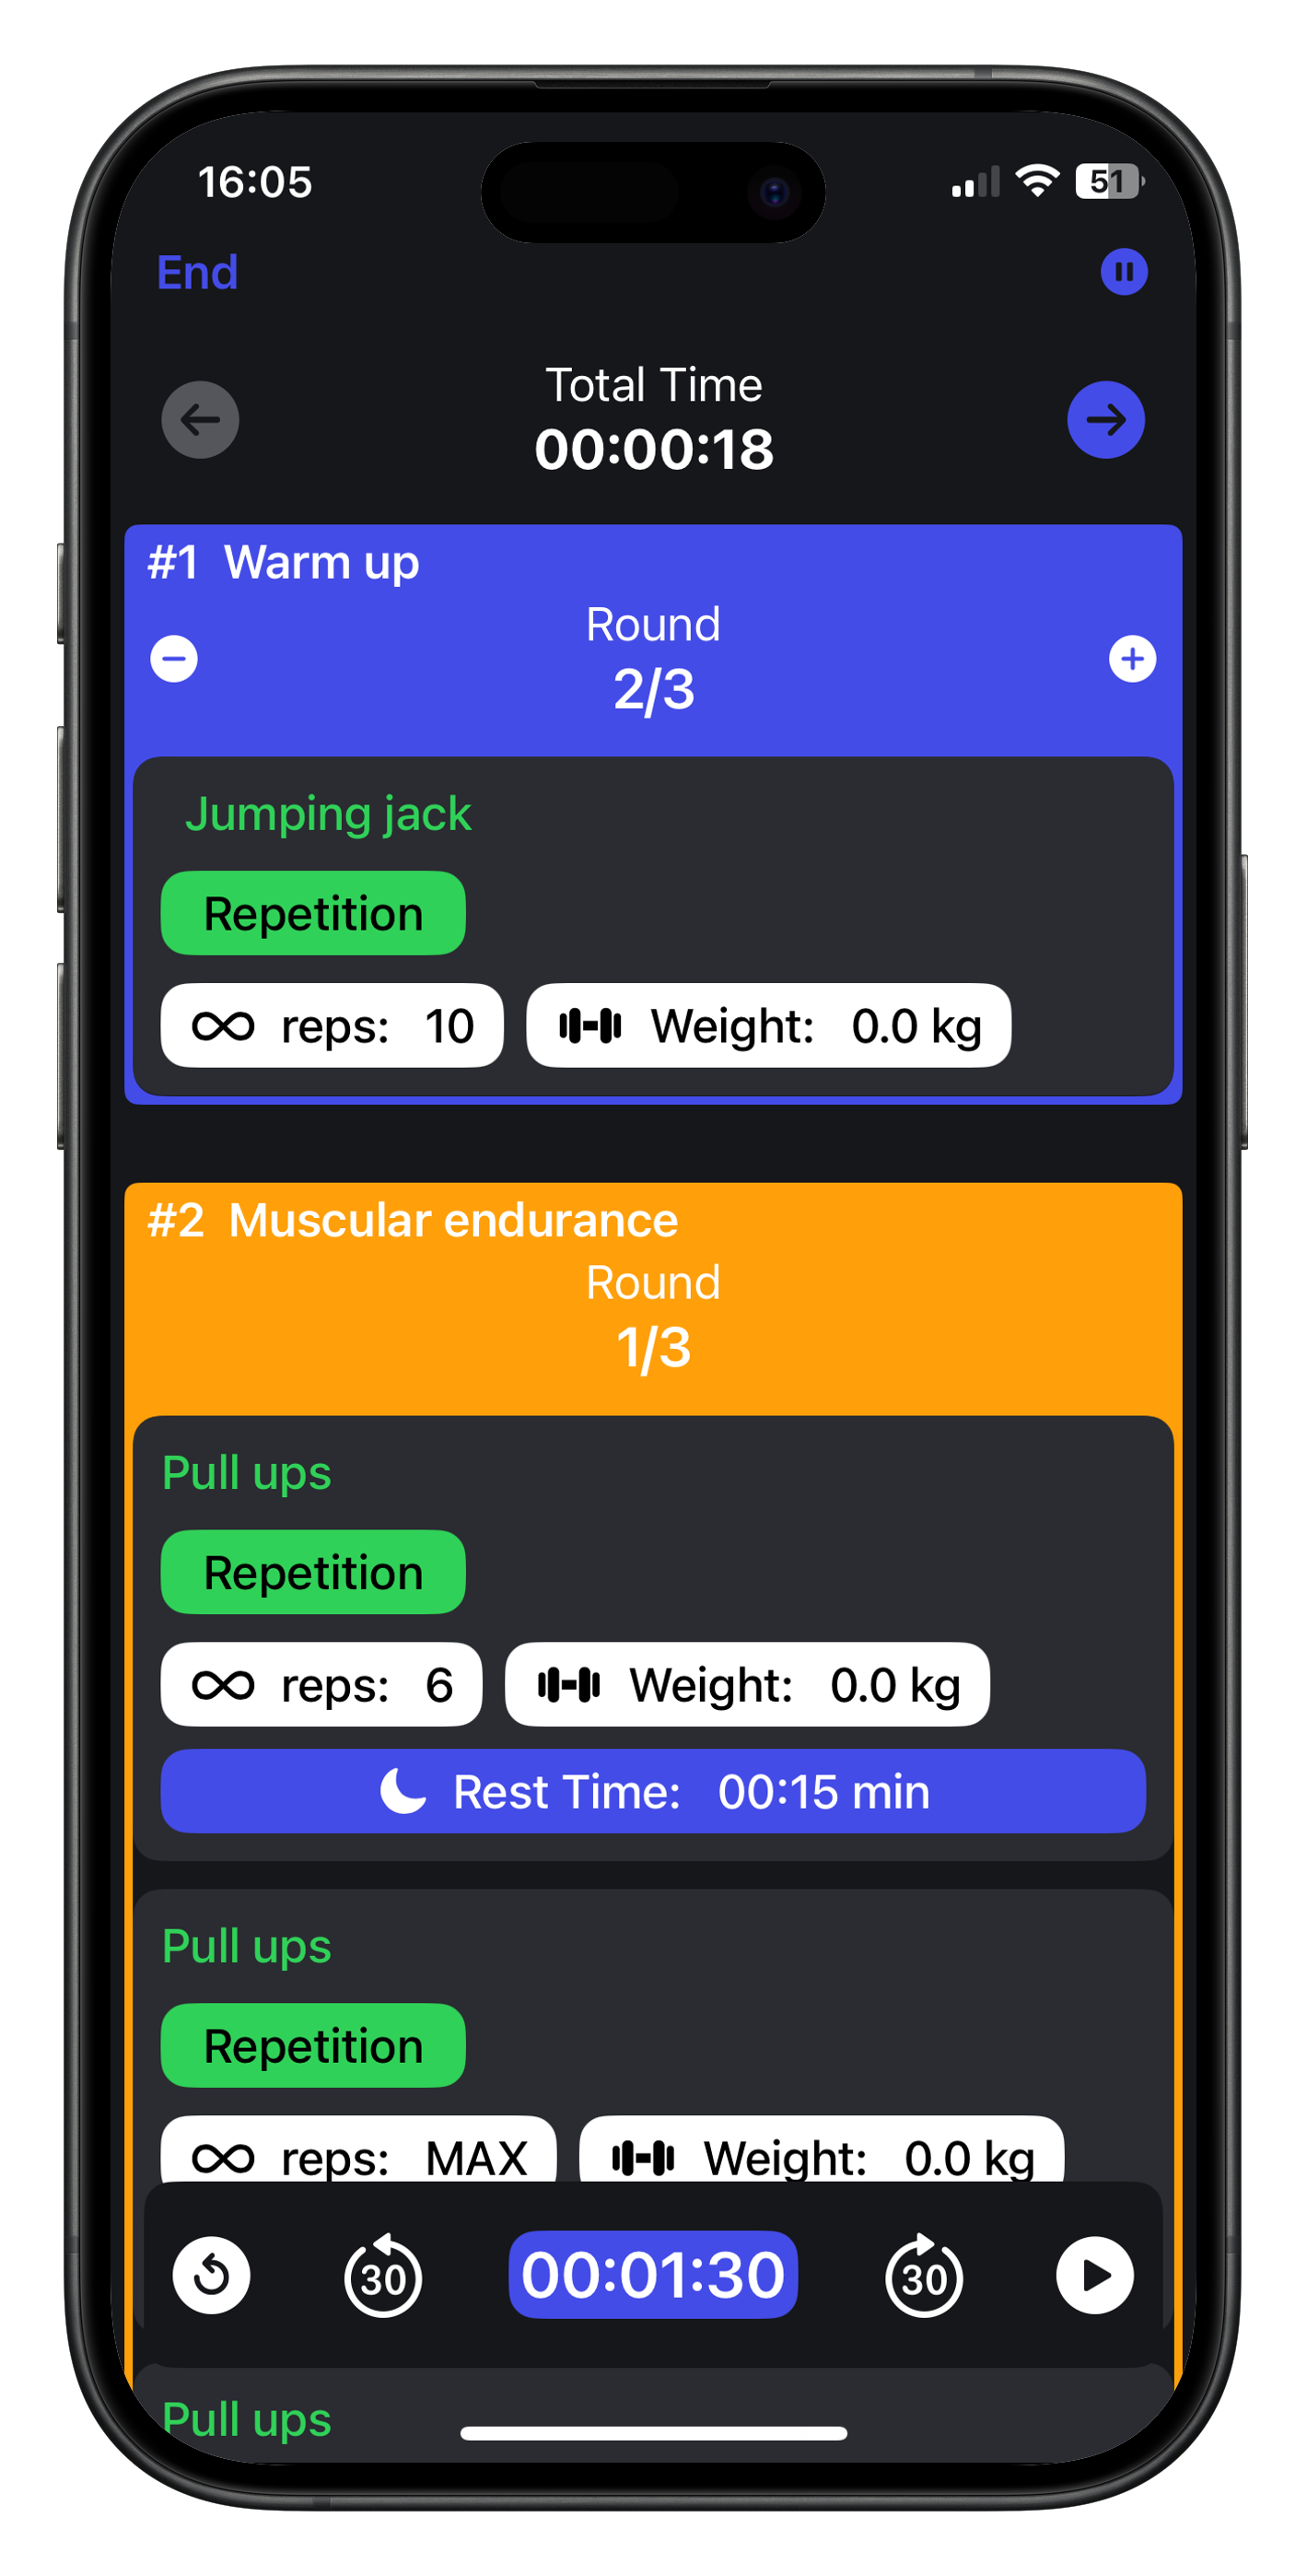 16:05 51
End
Total Time
00:00:18
#1 Warm up
Round
2/3
Jumping jack
Repetition
reps: 10 Weight: 0.0 kg
#2 Muscular endurance
Round
1/3
Pull ups
Repetition
reps: 6 Weight: 0.0 kg
Rest Time: 00:15 min
Pull ups
Repetition
reps: MAX Weight: 0.0 kg
30 00:01:30 30
Pull ups